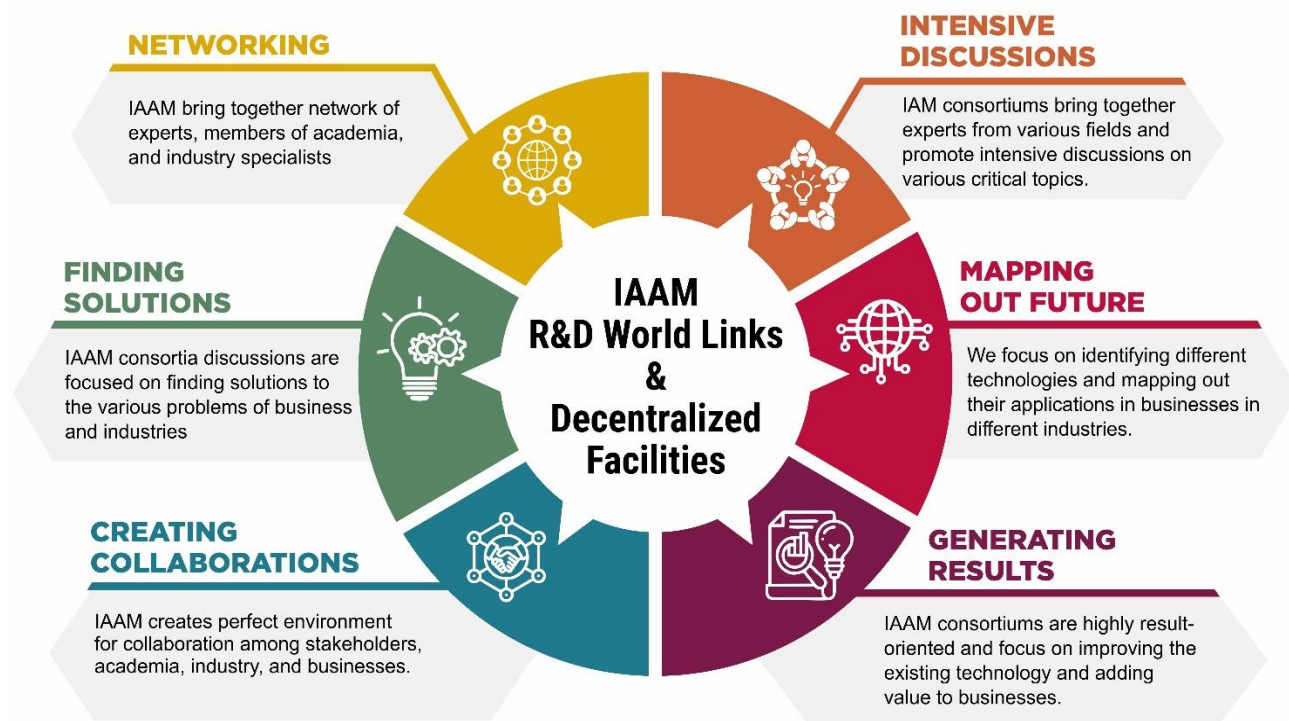 NETWORKING
IAAM bring together network of
experts, members of academia,
and industry specialists
INTENSIVE
DISCUSSIONS
IAM consortiums bring together
experts from various fields and
promote intensive discussions on
various critical topics.
FINDING
SOLUTIONS
IAAM consortia discussions are
focused on finding solutions to
the various problems of business
and industries
IAAM
R&D World Links
&
Decentralized
Facilities
MAPPING
OUT FUTURE
We focus on identifying different
technologies and mapping out
their applications in businesses in
different industries.
CREATING
COLLABORATIONS
IAAM creates perfect environment
for collaboration among stakeholders,
academia, industry, and businesses.
GENERATING
RESULTS
IAAM consortiums are highly result-
oriented and focus on improving the
existing technology and adding
value to businesses.